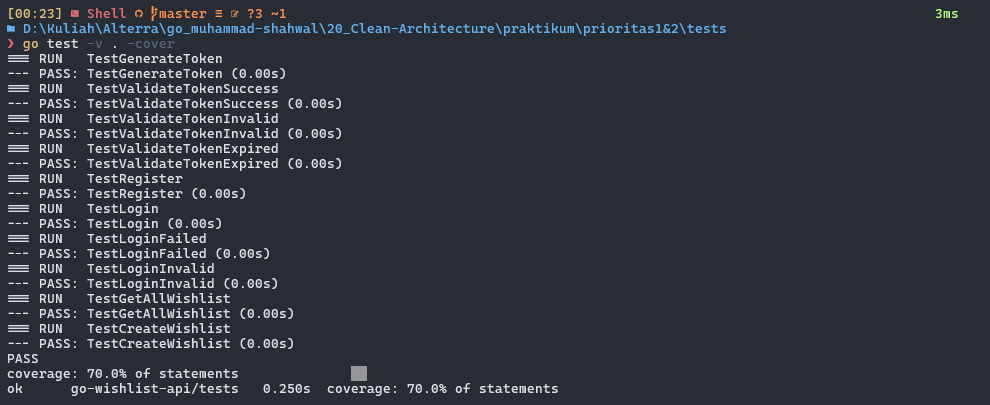 [00:23] Shell master ≡ ?3 ~1 3ms
D:\Kuliah\Alterra\go_muhammad-shahwal\20_Clean-Architecture\praktikum\prioritas1&2\tests
❯ go test -v . -cover
=== RUN   TestGenerateToken
--- PASS: TestGenerateToken (0.00s)
=== RUN   TestValidateTokenSuccess
--- PASS: TestValidateTokenSuccess (0.00s)
=== RUN   TestValidateTokenInvalid
--- PASS: TestValidateTokenInvalid (0.00s)
=== RUN   TestValidateTokenExpired
--- PASS: TestValidateTokenExpired (0.00s)
=== RUN   TestRegister
--- PASS: TestRegister (0.00s)
=== RUN   TestLogin
--- PASS: TestLogin (0.00s)
=== RUN   TestLoginFailed
--- PASS: TestLoginFailed (0.00s)
=== RUN   TestLoginInvalid
--- PASS: TestLoginInvalid (0.00s)
=== RUN   TestGetAllWishlist
--- PASS: TestGetAllWishlist (0.00s)
=== RUN   TestCreateWishlist
--- PASS: TestCreateWishlist (0.00s)
PASS
coverage: 70.0% of statements
ok      go-wishlist-api/tests   0.250s  coverage: 70.0% of statements